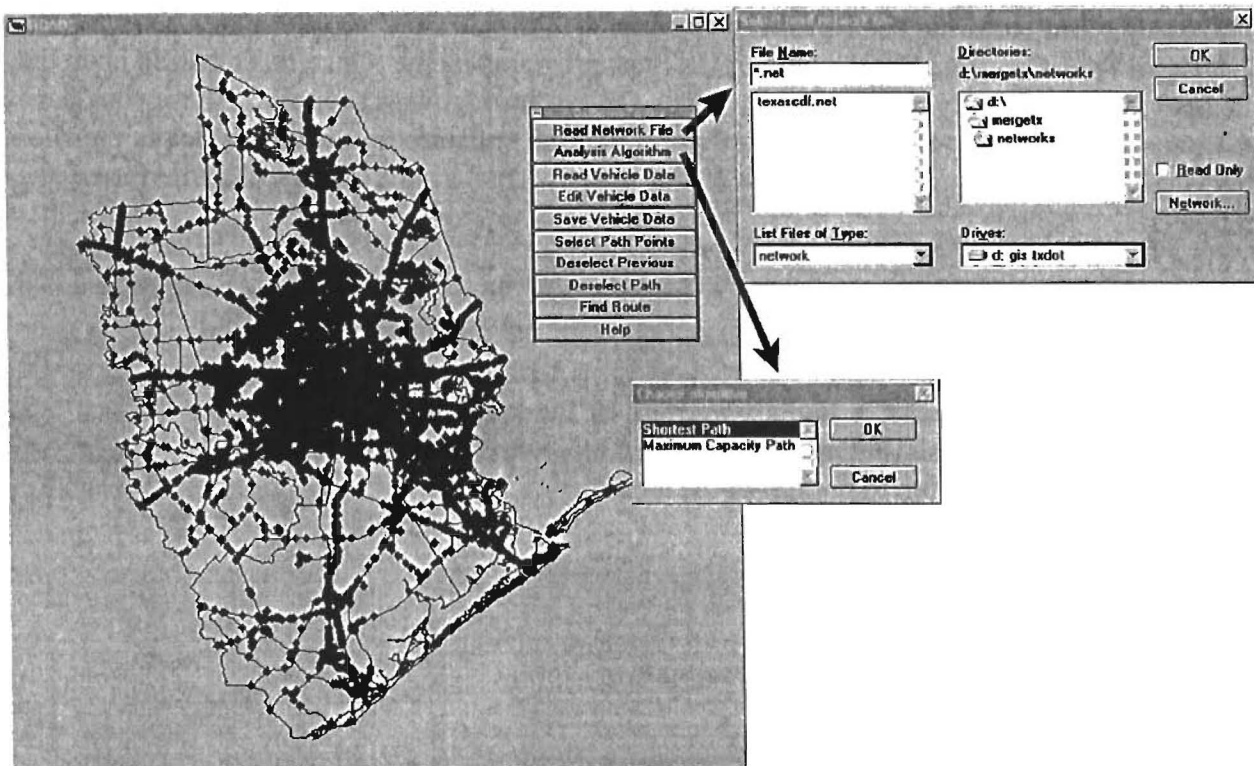 Read Network File
Analysis Algorithm
Read Vehicle Data
Edit Vehicle Data
Save Vehicle Data
Select Path Points
Deselect Previous
Deselect Path
Find Route
Help
File Name:
*.net
texascdf.net
List Files of Type:
network
Directories:
d:\mergetx\networks
d:\
mergetx
networks
Drives:
d: gis txdot
OK
Cancel
Read Only
Network...
Shortest Path
Maximum Capacity Path
OK
Cancel